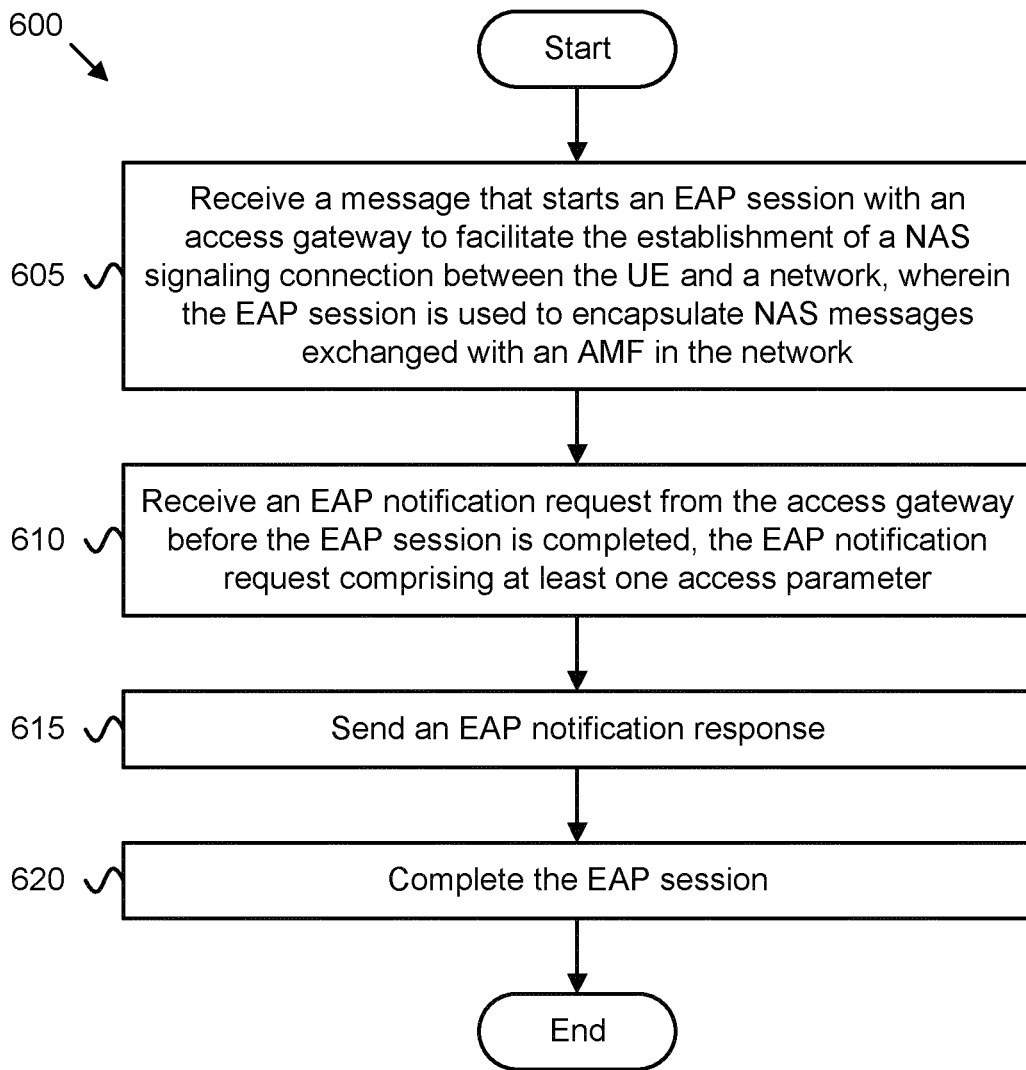 600
Start
605
Receive a message that starts an EAP session with an
access gateway to facilitate the establishment of a NAS
signaling connection between the UE and a network, wherein
the EAP session is used to encapsulate NAS messages
exchanged with an AMF in the network
610
Receive an EAP notification request from the access gateway
before the EAP session is completed, the EAP notification
request comprising at least one access parameter
615
Send an EAP notification response
620
Complete the EAP session
End